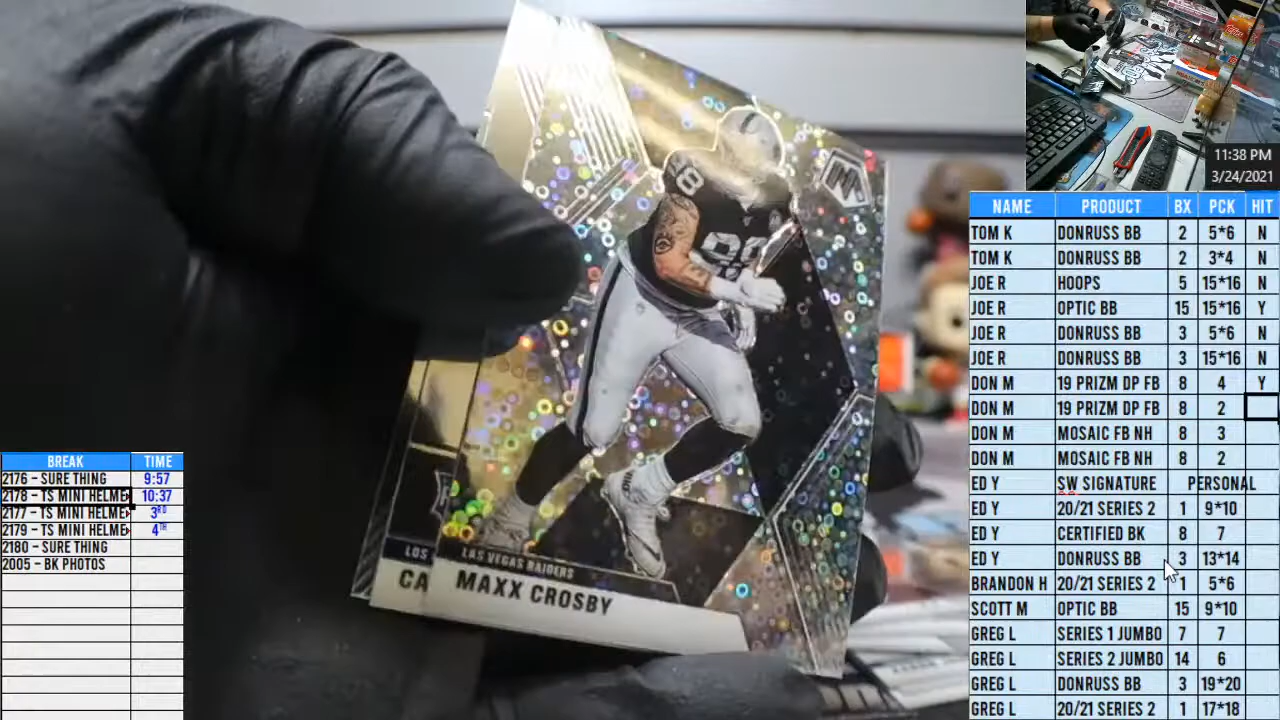 98
98
LAS VEGAS RAIDERS
MAXX CROSBY
LOS
CA
11:38 PM
3/24/2021
NAME PRODUCT BX PCK HIT
TOM K DONRUSS BB 2 5*6 N
TOM K DONRUSS BB 2 3*4 N
JOE R HOOPS 5 15*16 N
JOE R OPTIC BB 15 15*16 Y
JOE R DONRUSS BB 3 5*6 N
JOE R DONRUSS BB 3 15*16 N
DON M 19 PRIZM DP FB 8 4 Y
DON M 19 PRIZM DP FB 8 2
DON M MOSAIC FB NH 8 3
DON M MOSAIC FB NH 8 2
ED Y SW SIGNATURE PERSONAL
ED Y 20/21 SERIES 2 1 9*10
ED Y CERTIFIED BK 8 7
ED Y DONRUSS BB 3 13*14
BRANDON H 20/21 SERIES 2 1 5*6
SCOTT M OPTIC BB 15 9*10
GREG L SERIES 1 JUMBO 7 7
GREG L SERIES 2 JUMBO 14 6
GREG L DONRUSS BB 3 19*20
GREG L 20/21 SERIES 2 1 17*18
BREAK TIME
2176 – SURE THING 9:57
2178 – TS MINI HELME 10:37
2177 – TS MINI HELME 3RD
2179 – TS MINI HELME 4TH
2180 – SURE THING
2005 – BK PHOTOS